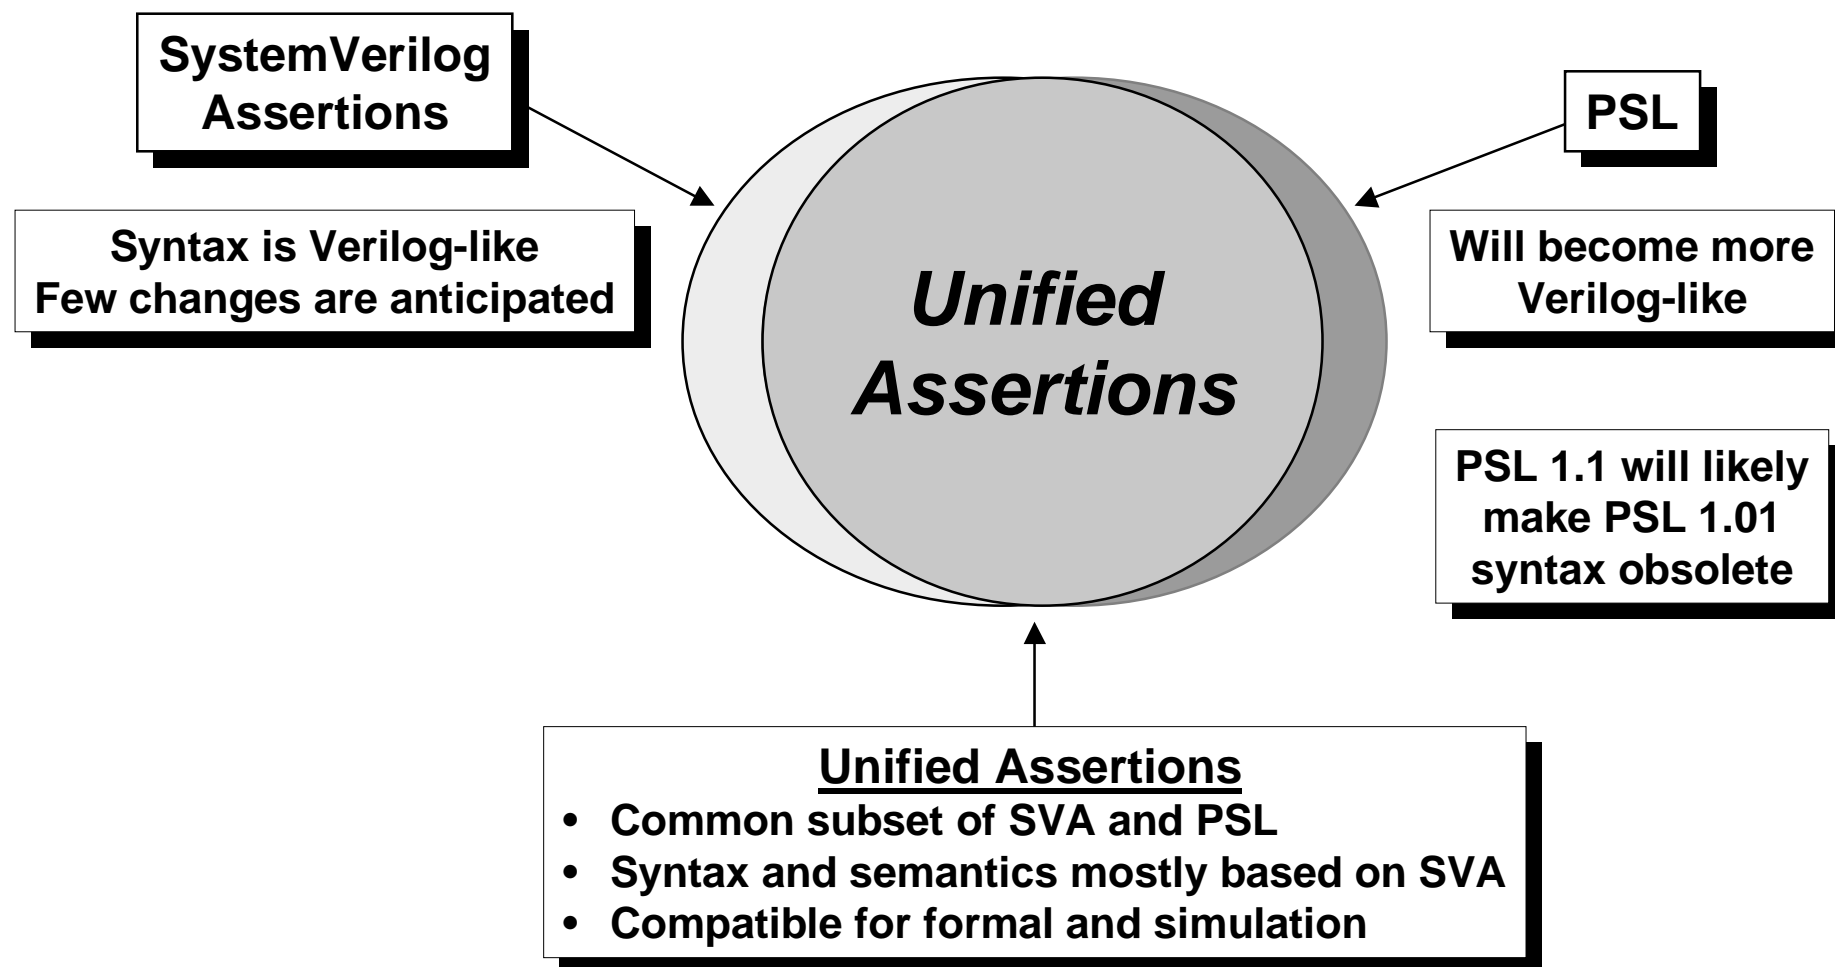 SystemVerilog
Assertions
PSL
Syntax is Verilog-like
Few changes are anticipated
Will become more
Verilog-like
Unified
Assertions
PSL 1.1 will likely
make PSL 1.01
syntax obsolete
Unified Assertions
• Common subset of SVA and PSL
• Syntax and semantics mostly based on SVA
• Compatible for formal and simulation